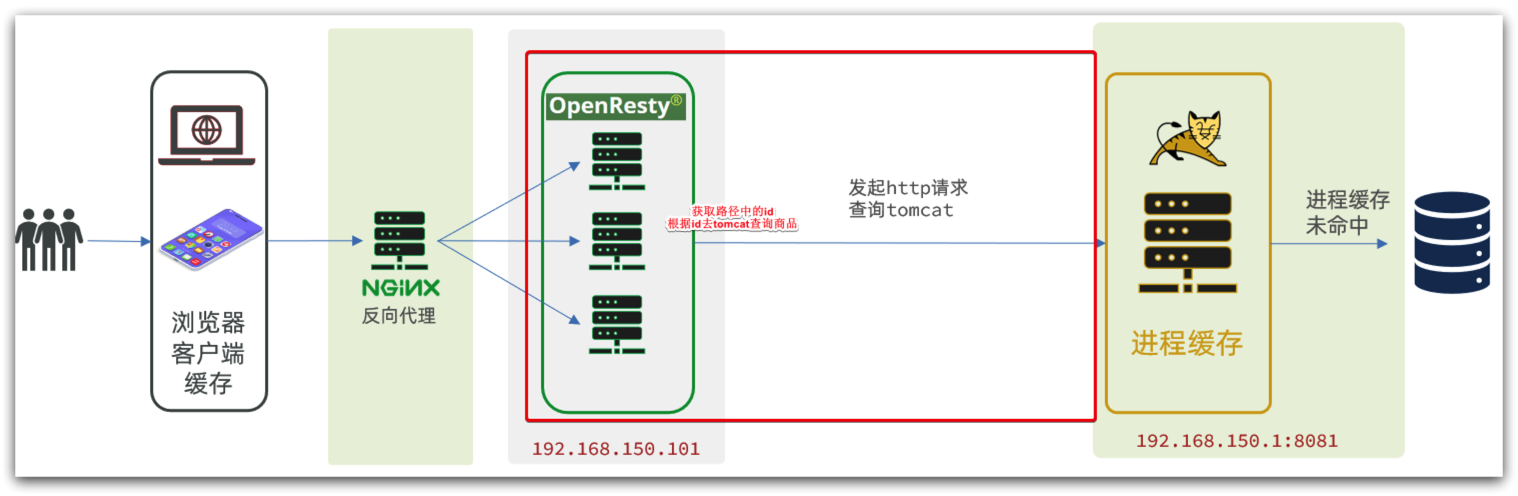 浏览器
客户端
缓存
NGINX
反向代理
OpenResty®
获取路径中的id
根据id去tomcat查询商品
192.168.150.101
发起http请求
查询tomcat
进程缓存
192.168.150.1:8081
进程缓存
未命中